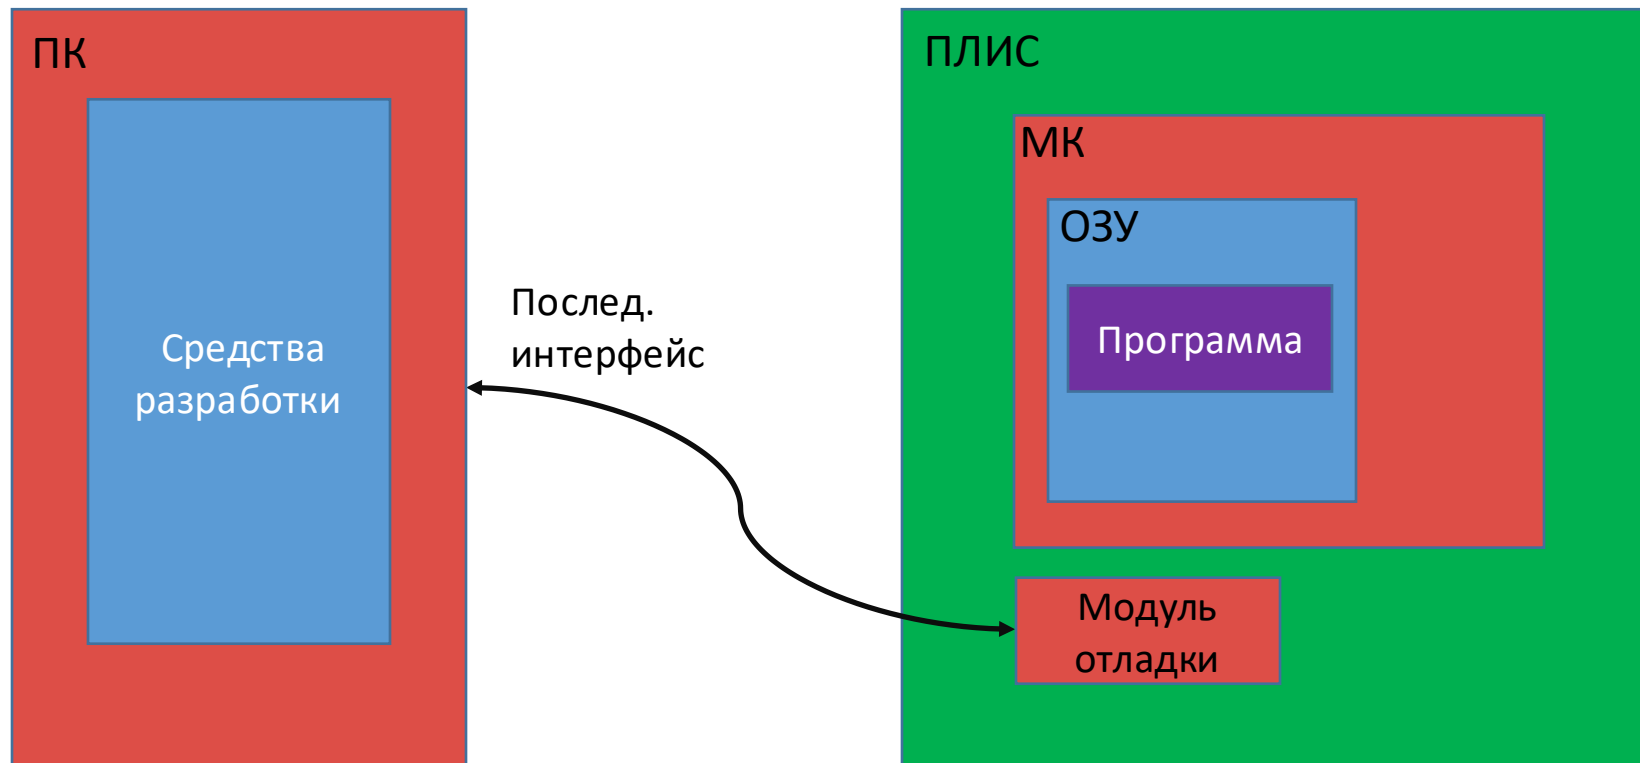 ПК
Средства
разработки
Послед.
интерфейс
ПЛИС
МК
ОЗУ
Программа
Модуль
отладки